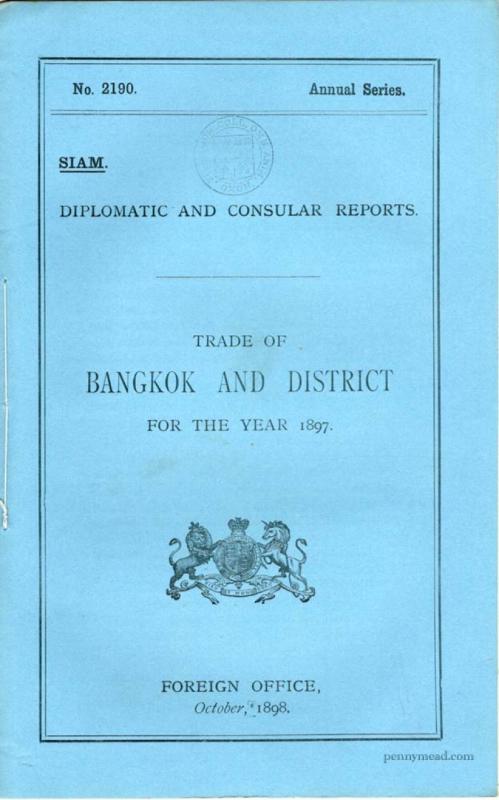 No. 2190. Annual Series.
SIAM.
DIPLOMATIC AND CONSULAR REPORTS.
TRADE OF
BANGKOK AND DISTRICT
FOR THE YEAR 1897.
FOREIGN OFFICE,
October, 1898.
pennymead.com